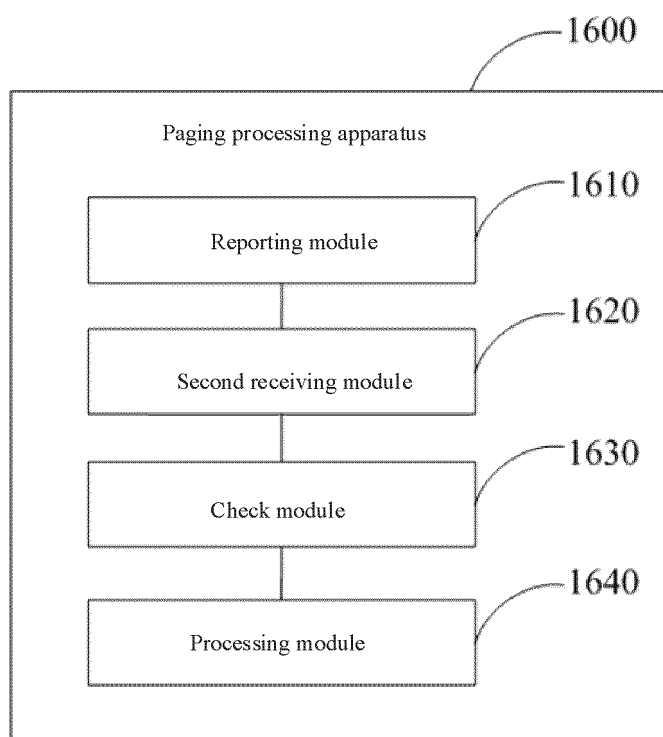 1600
Paging processing apparatus
1610
Reporting module
1620
Second receiving module
1630
Check module
1640
Processing module